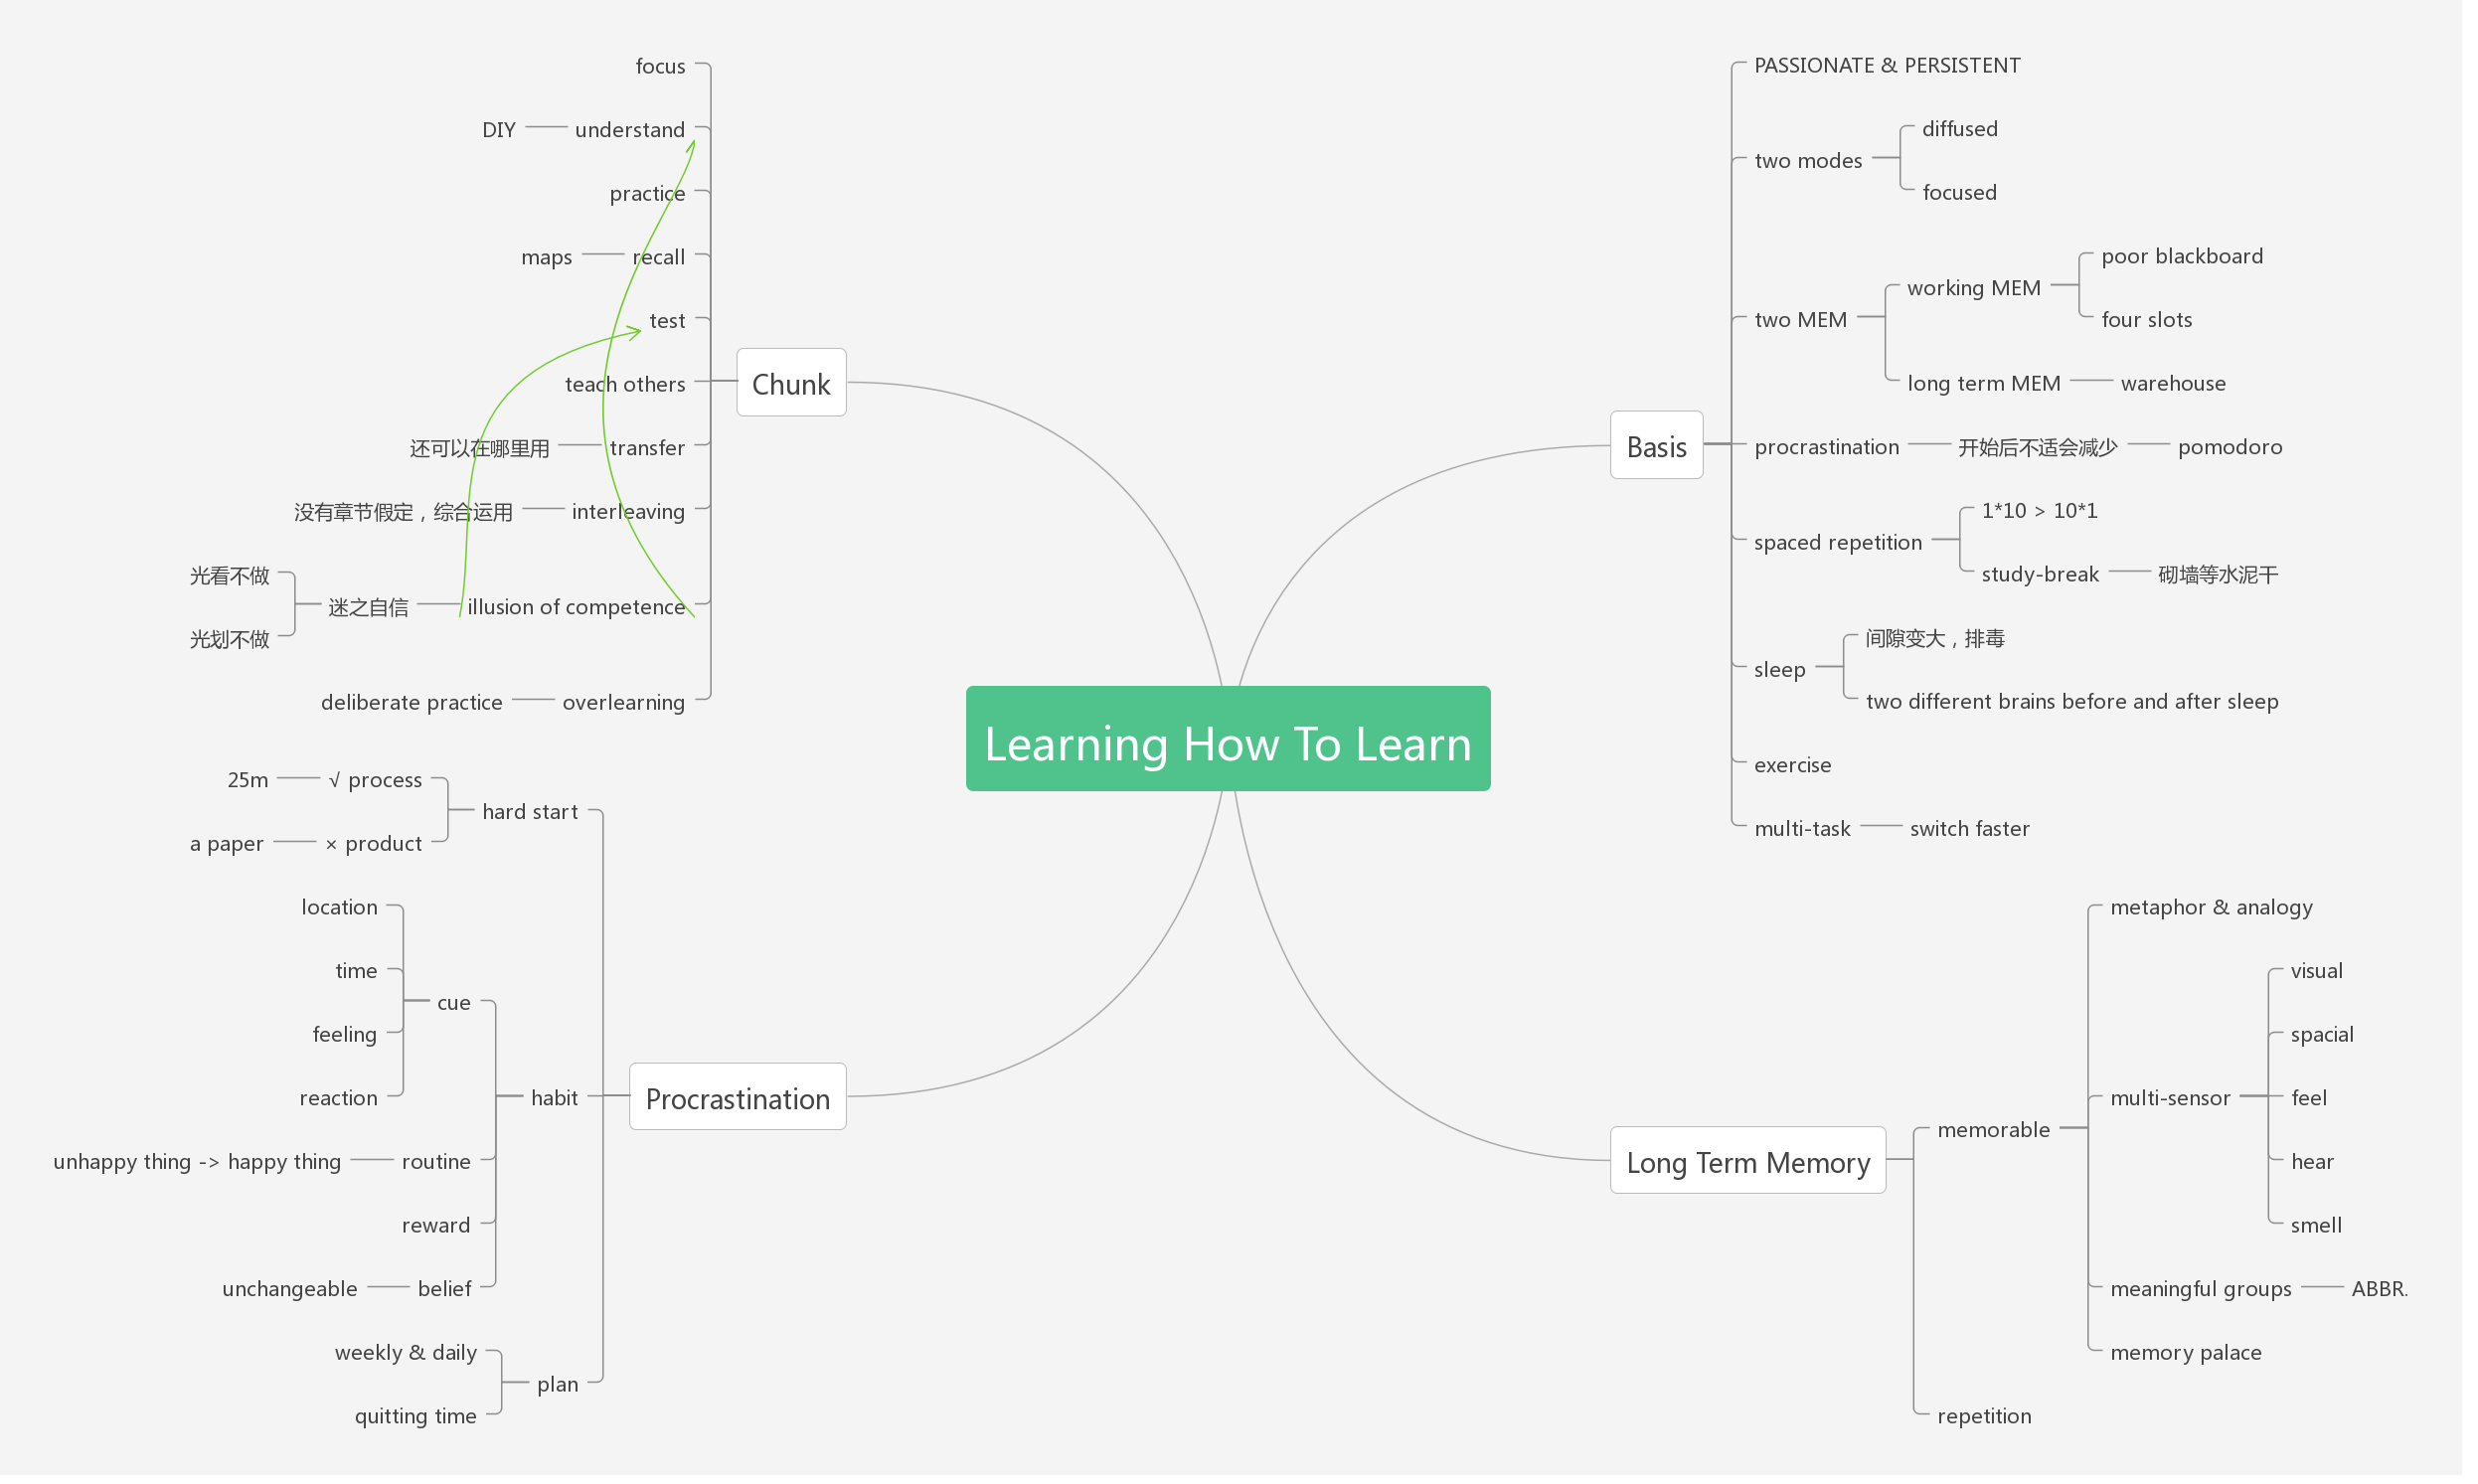 Learning How To Learn
Basis
PASSIONATE & PERSISTENT
two modes
diffused
focused
two MEM
working MEM
poor blackboard
four slots
long term MEM
warehouse
procrastination
开始后不适会减少
pomodoro
spaced repetition
1*10 > 10*1
study-break
砌墙等水泥干
sleep
间隙变大，排毒
two different brains before and after sleep
exercise
multi-task
switch faster
Long Term Memory
memorable
metaphor & analogy
multi-sensor
visual
spacial
feel
hear
smell
meaningful groups
ABBR.
memory palace
repetition
Chunk
focus
understand
DIY
practice
recall
maps
test
teach others
transfer
还可以在哪里用
interleaving
没有章节假定，综合运用
illusion of competence
迷之自信
光看不做
光划不做
overlearning
deliberate practice
Procrastination
hard start
√ process
25m
× product
a paper
habit
cue
location
time
feeling
reaction
routine
unhappy thing -> happy thing
reward
belief
unchangeable
plan
weekly & daily
quitting time